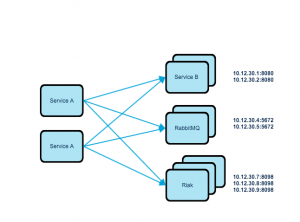 Service A
Service A
Service B
10.12.30.1:8080
10.12.30.2:8080
RabbitMQ
10.12.30.4:5672
10.12.30.5:5672
Riak
10.12.30.7:8098
10.12.30.8:8098
10.12.30.9:8098